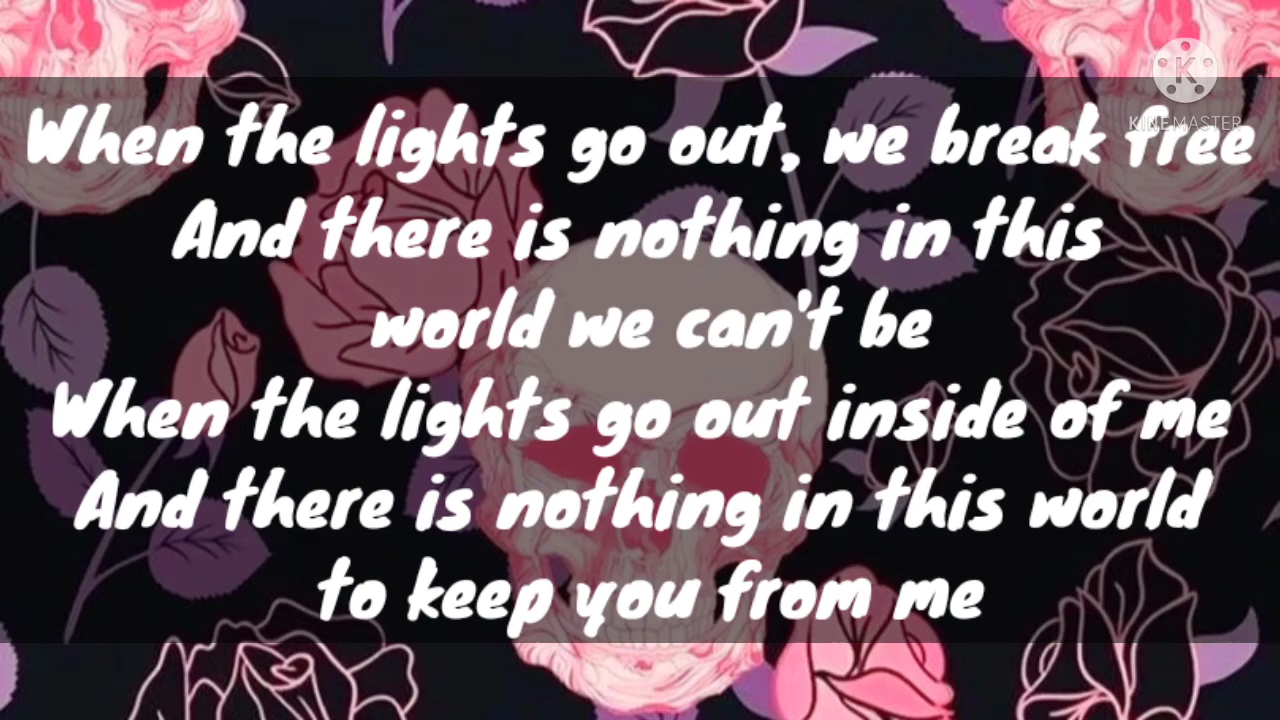 When the lights go out, we break free
And there is nothing in this
world we can't be
When the lights go out inside of me
And there is nothing in this world
to keep you from me
K
KINEMASTER